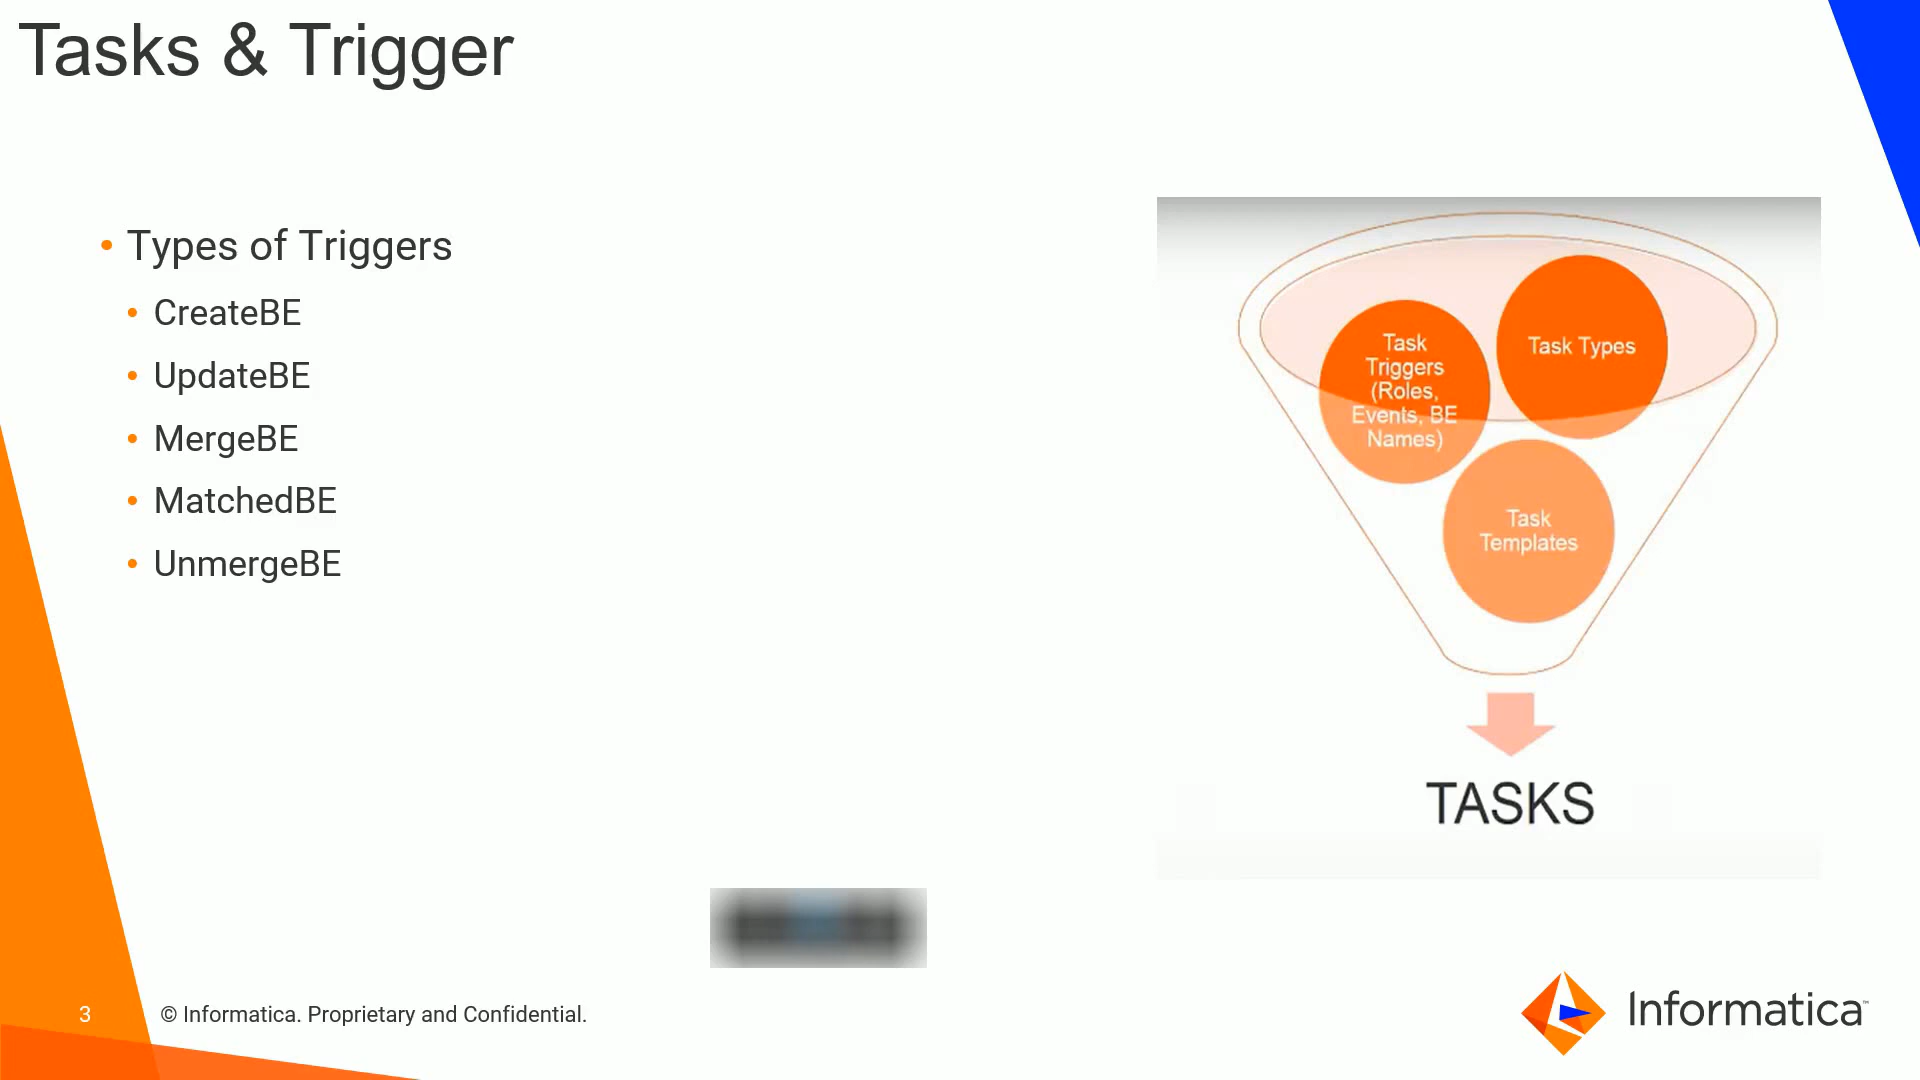 Tasks & Trigger
Types of Triggers
CreateBE
UpdateBE
MergeBE
MatchedBE
UnmergeBE
Task
Triggers
(Roles,
Events, BE
Names)
Task Types
Task
Templates
TASKS
3
© Informatica. Proprietary and Confidential.
Informatica™